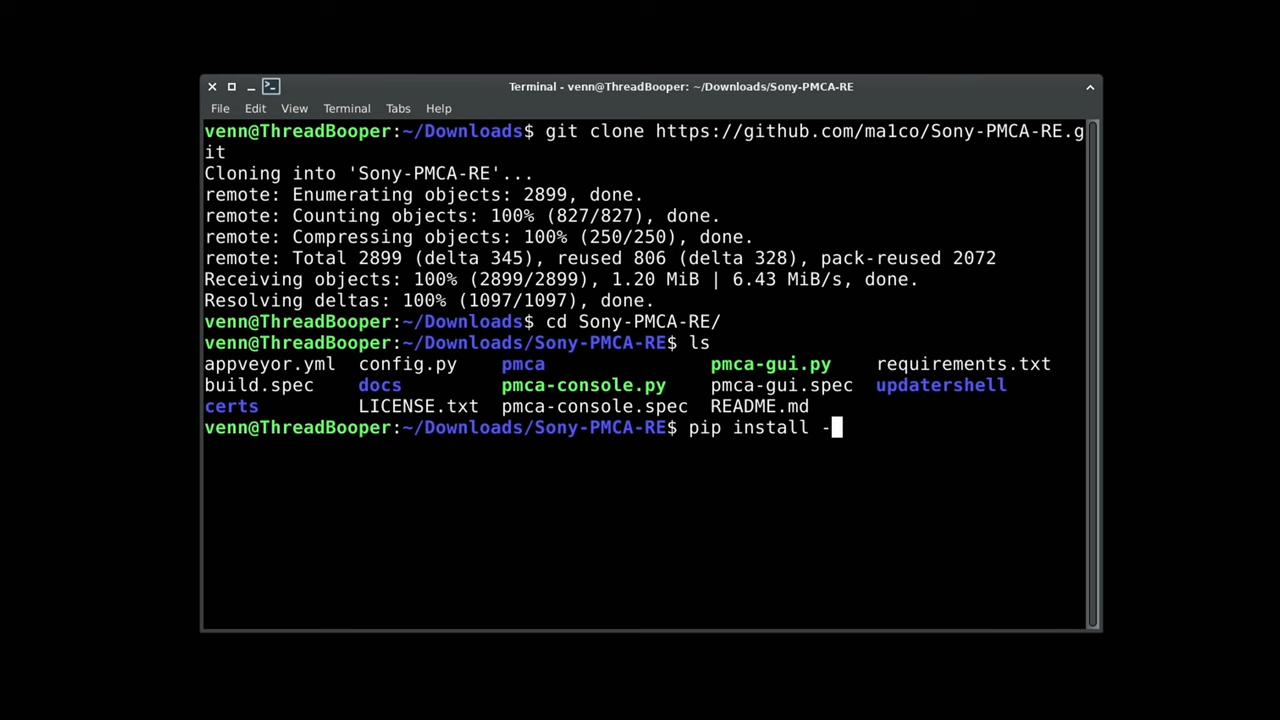 Terminal - venn@ThreadBooper: ~/Downloads/Sony-PMCA-RE
File Edit View Terminal Tabs Help
venn@ThreadBooper:~/Downloads$ git clone https://github.com/ma1co/Sony-PMCA-RE.g
it
Cloning into 'Sony-PMCA-RE'...
remote: Enumerating objects: 2899, done.
remote: Counting objects: 100% (827/827), done.
remote: Compressing objects: 100% (250/250), done.
remote: Total 2899 (delta 345), reused 806 (delta 328), pack-reused 2072
Receiving objects: 100% (2899/2899), 1.20 MiB | 6.43 MiB/s, done.
Resolving deltas: 100% (1097/1097), done.
venn@ThreadBooper:~/Downloads$ cd Sony-PMCA-RE/
venn@ThreadBooper:~/Downloads/Sony-PMCA-RE$ ls
appveyor.yml config.py pmca pmca-gui.py requirements.txt
build.spec docs pmca-console.py pmca-gui.spec updatershell
certs LICENSE.txt pmca-console.spec README.md
venn@ThreadBooper:~/Downloads/Sony-PMCA-RE$ pip install -